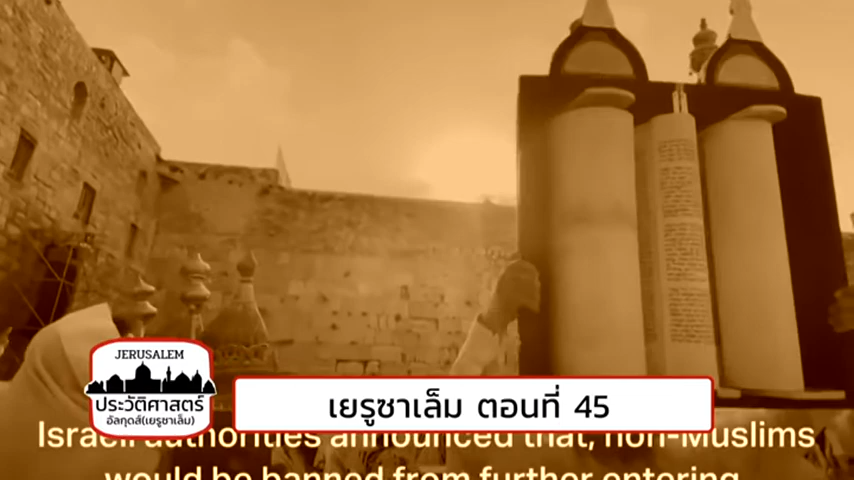 JERUSALEM
ประวัติศาสตร์
อัลกุดส์(เยรูซาเล็ม)
เยรูซาเล็ม ตอนที่ 45
Israeli authorities announced that, non-Muslims
would be banned from further entering